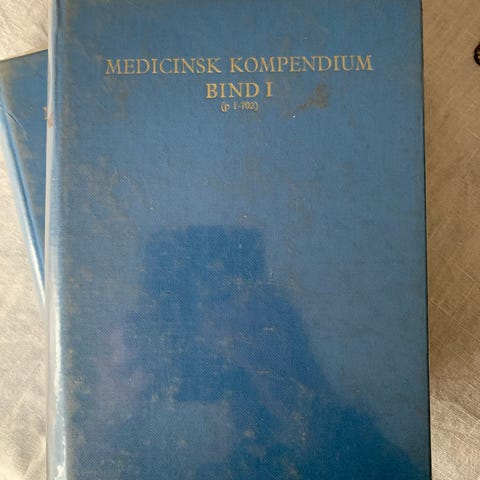 MEDICINSK KOMPENDIUM
BIND I
(p 1-702)